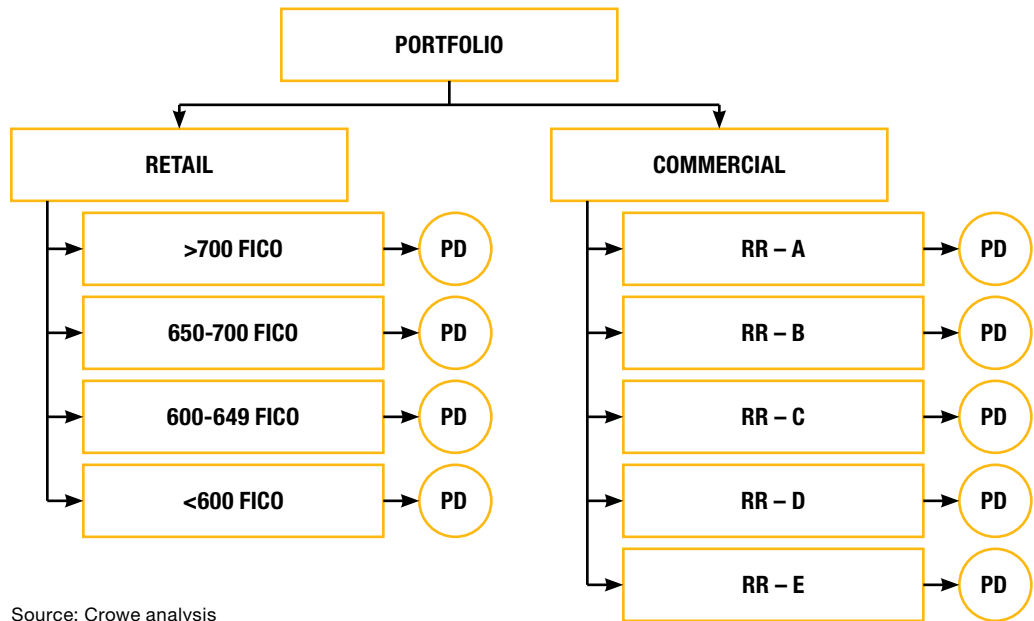 PORTFOLIO
RETAIL
>700 FICO
PD
650-700 FICO
PD
600-649 FICO
PD
<600 FICO
PD
COMMERCIAL
RR – A
PD
RR – B
PD
RR – C
PD
RR – D
PD
RR – E
PD
Source: Crowe analysis